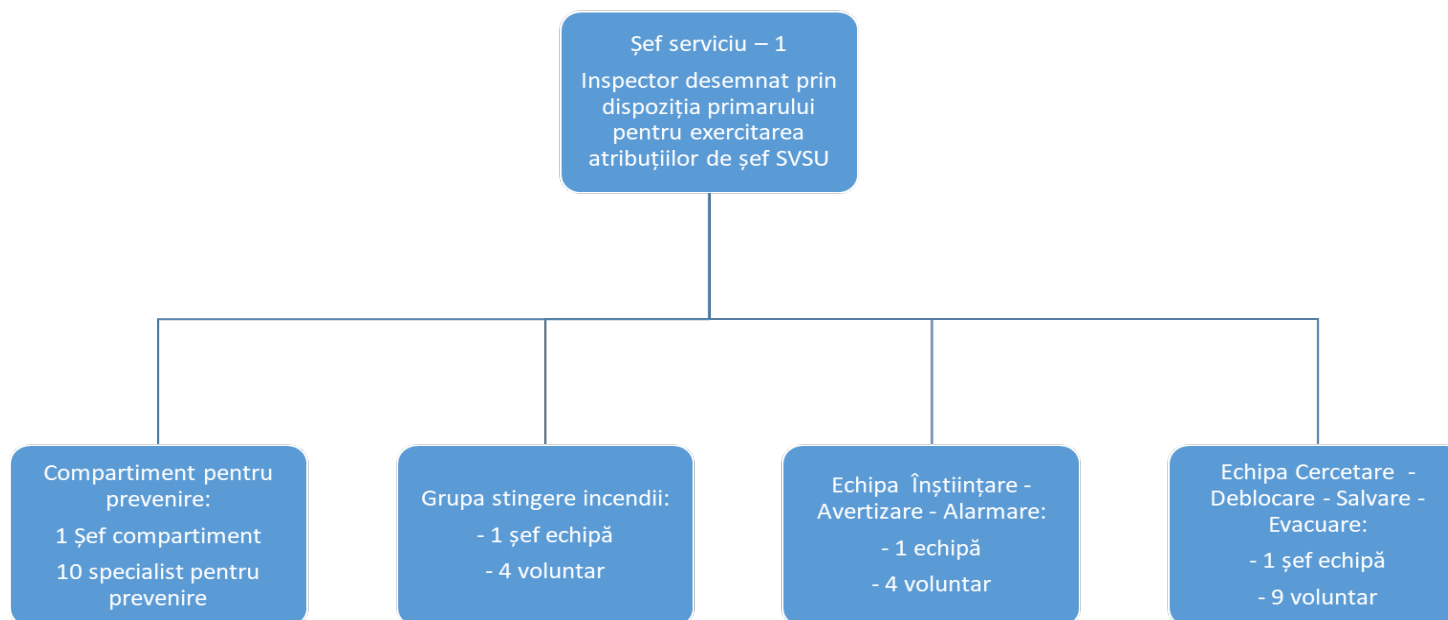 Șef serviciu – 1
Inspector desemnat prin
dispoziția primarului
pentru exercitarea
atribuțiilor de șef SVSU
Compartiment pentru
prevenire:
1 Șef compartiment
10 specialist pentru
prevenire
Grupa stingere incendii:
- 1 șef echipă
- 4 voluntar
Echipa Înștiințare -
Avertizare - Alarmare:
- 1 echipă
- 4 voluntar
Echipa Cercetare -
Deblocare - Salvare -
Evacuare:
- 1 șef echipă
- 9 voluntar